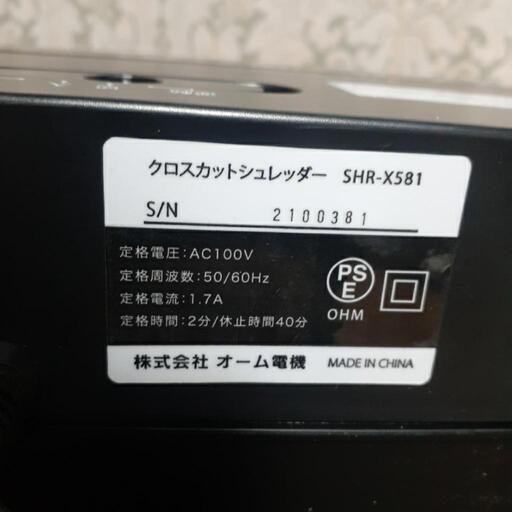 クロスカットシュレッダー SHR-X581
S/N 2100381
定格電圧：AC100V
定格周波数：50/60Hz
定格電流：1.7A
定格時間：2分/休止時間40分
PS
E
OHM
株式会社 オーム電機 MADE IN CHINA